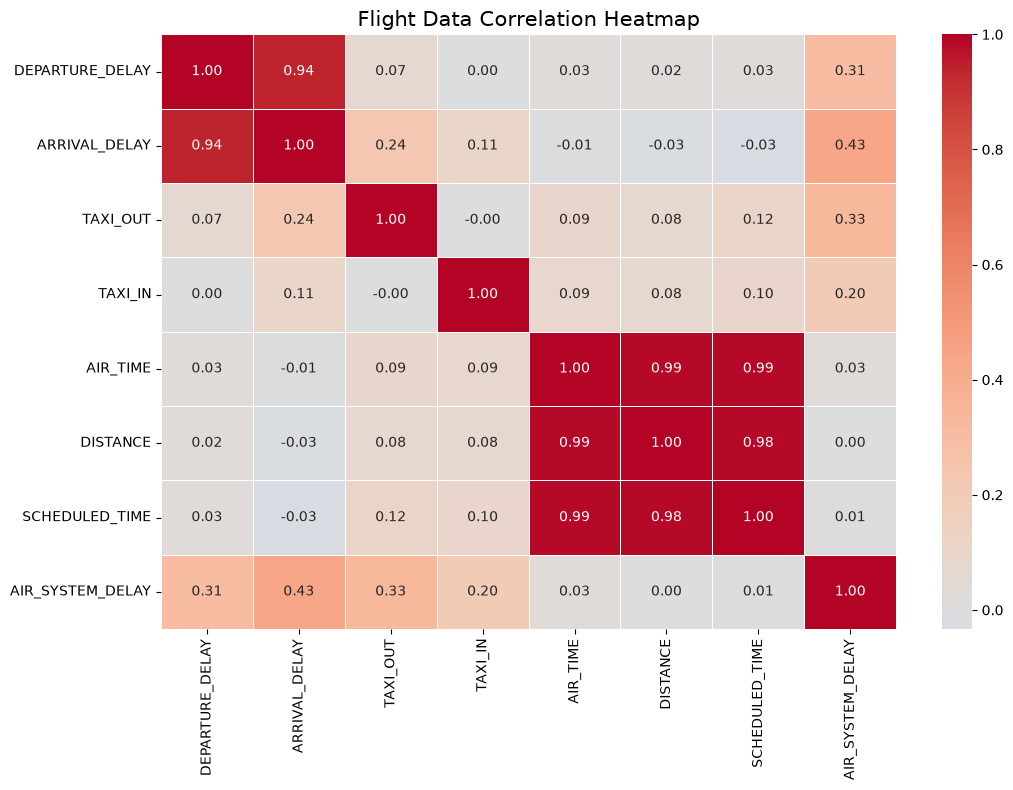 Flight Data Correlation Heatmap
DEPARTURE_DELAY 1.00 0.94 0.07 0.00 0.03 0.02 0.03 0.31
ARRIVAL_DELAY 0.94 1.00 0.24 0.11 -0.01 -0.03 -0.03 0.43
TAXI_OUT 0.07 0.24 1.00 -0.00 0.09 0.08 0.12 0.33
TAXI_IN 0.00 0.11 -0.00 1.00 0.09 0.08 0.10 0.20
AIR_TIME 0.03 -0.01 0.09 0.09 1.00 0.99 0.99 0.03
DISTANCE 0.02 -0.03 0.08 0.08 0.99 1.00 0.98 0.00
SCHEDULED_TIME 0.03 -0.03 0.12 0.10 0.99 0.98 1.00 0.01
AIR_SYSTEM_DELAY 0.31 0.43 0.33 0.20 0.03 0.00 0.01 1.00
DEPARTURE_DELAY
ARRIVAL_DELAY
TAXI_OUT
TAXI_IN
AIR_TIME
DISTANCE
SCHEDULED_TIME
AIR_SYSTEM_DELAY
1.0
0.8
0.6
0.4
0.2
0.0